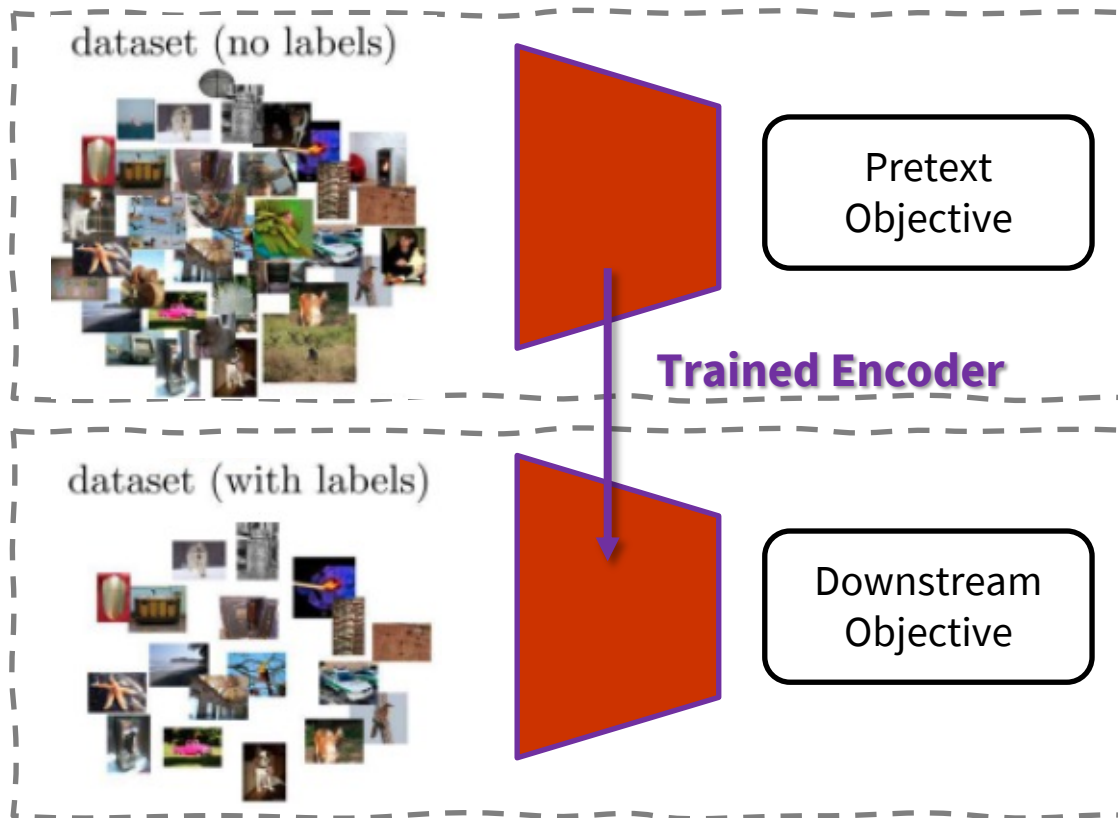 dataset (no labels)
Pretext
Objective
Trained Encoder
dataset (with labels)
Downstream
Objective